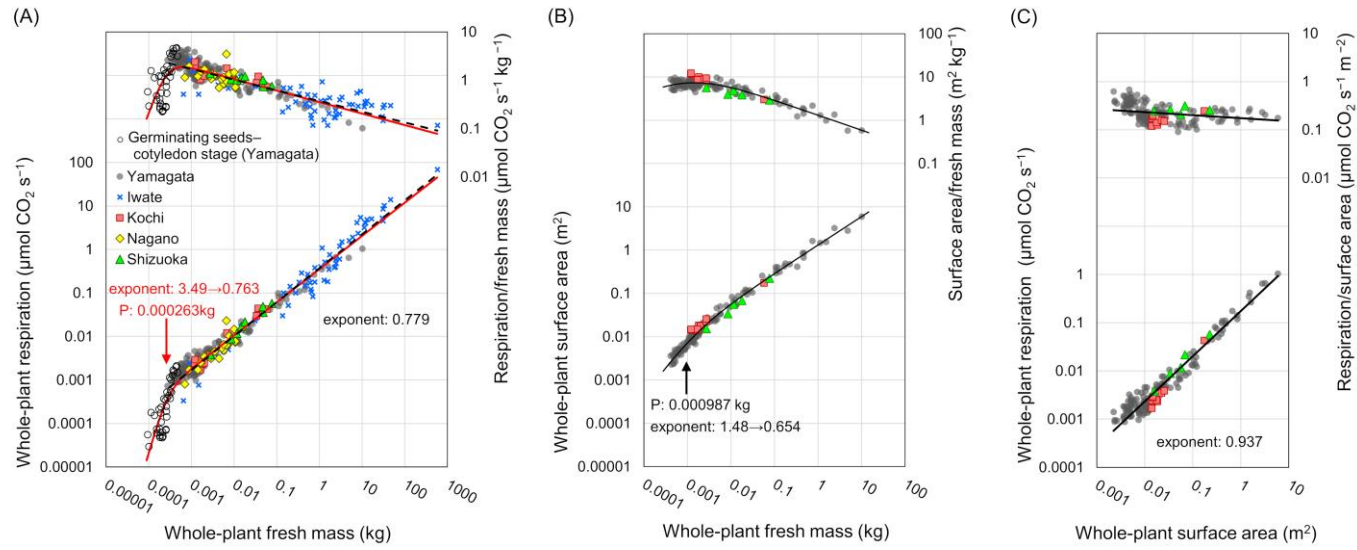 (A)
Whole-plant respiration (µmol CO2 s−1)
Respiration/fresh mass (µmol CO2 s−1 kg−1)
10
1
0.1
0.01
Germinating seeds–
cotyledon stage (Yamagata)
Yamagata
Iwate
Kochi
Nagano
Shizuoka
100
10
1
0.1
0.01
0.001
0.0001
0.00001
exponent: 3.49→0.763
P: 0.000263kg
exponent: 0.779
0.00001
0.0001
0.001
0.01
0.1
1
10
100
1000
Whole-plant fresh mass (kg)
(B)
Whole-plant surface area (m2)
Surface area/fresh mass (m2 kg−1)
100
10
1
0.1
10
1
0.1
0.01
0.001
0.0001
0.00001
P: 0.000987 kg
exponent: 1.48→0.654
0.00001
0.0001
0.001
0.01
0.1
1
10
100
Whole-plant fresh mass (kg)
(C)
Whole-plant respiration (µmol CO2 s−1)
Respiration/surface area (µmol CO2 s−1 m−2)
10
1
0.1
0.01
1
0.1
0.01
0.001
0.0001
exponent: 0.937
0.001
0.01
0.1
1
10
Whole-plant surface area (m2)